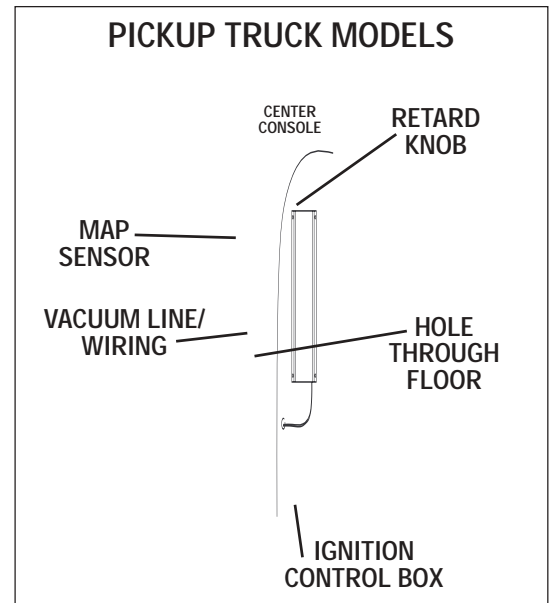 PICKUP TRUCK MODELS
CENTER
CONSOLE
RETARD
KNOB
MAP
SENSOR
VACUUM LINE/
WIRING
HOLE
THROUGH
FLOOR
IGNITION
CONTROL BOX